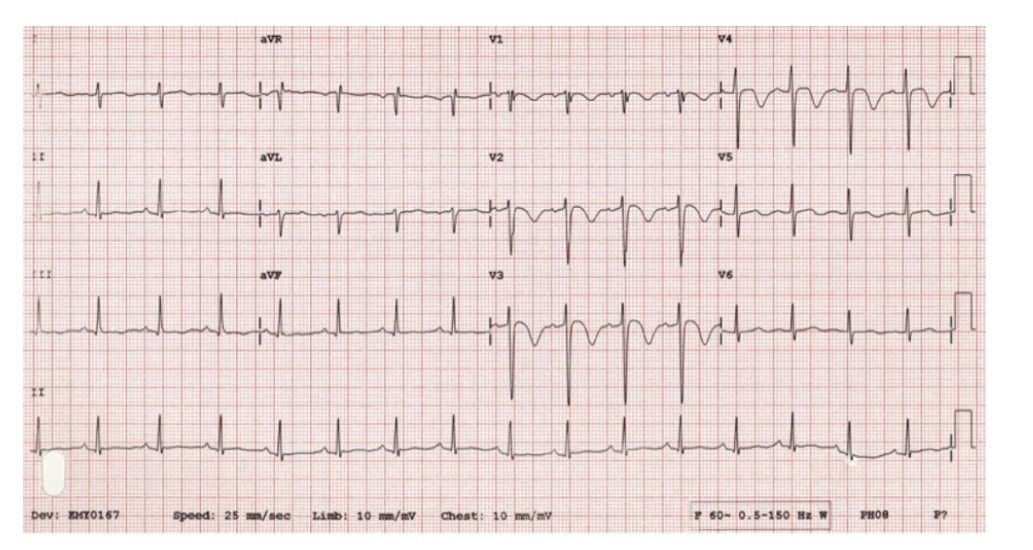 I aVR V1 V4
II aVL V2 V5
III aVF V3 V6
II
Dev: EMY0167 Speed: 25 mm/sec Limb: 10 mm/mV Chest: 10 mm/mV F 60~ 0.5-150 Hz W PH08 P?